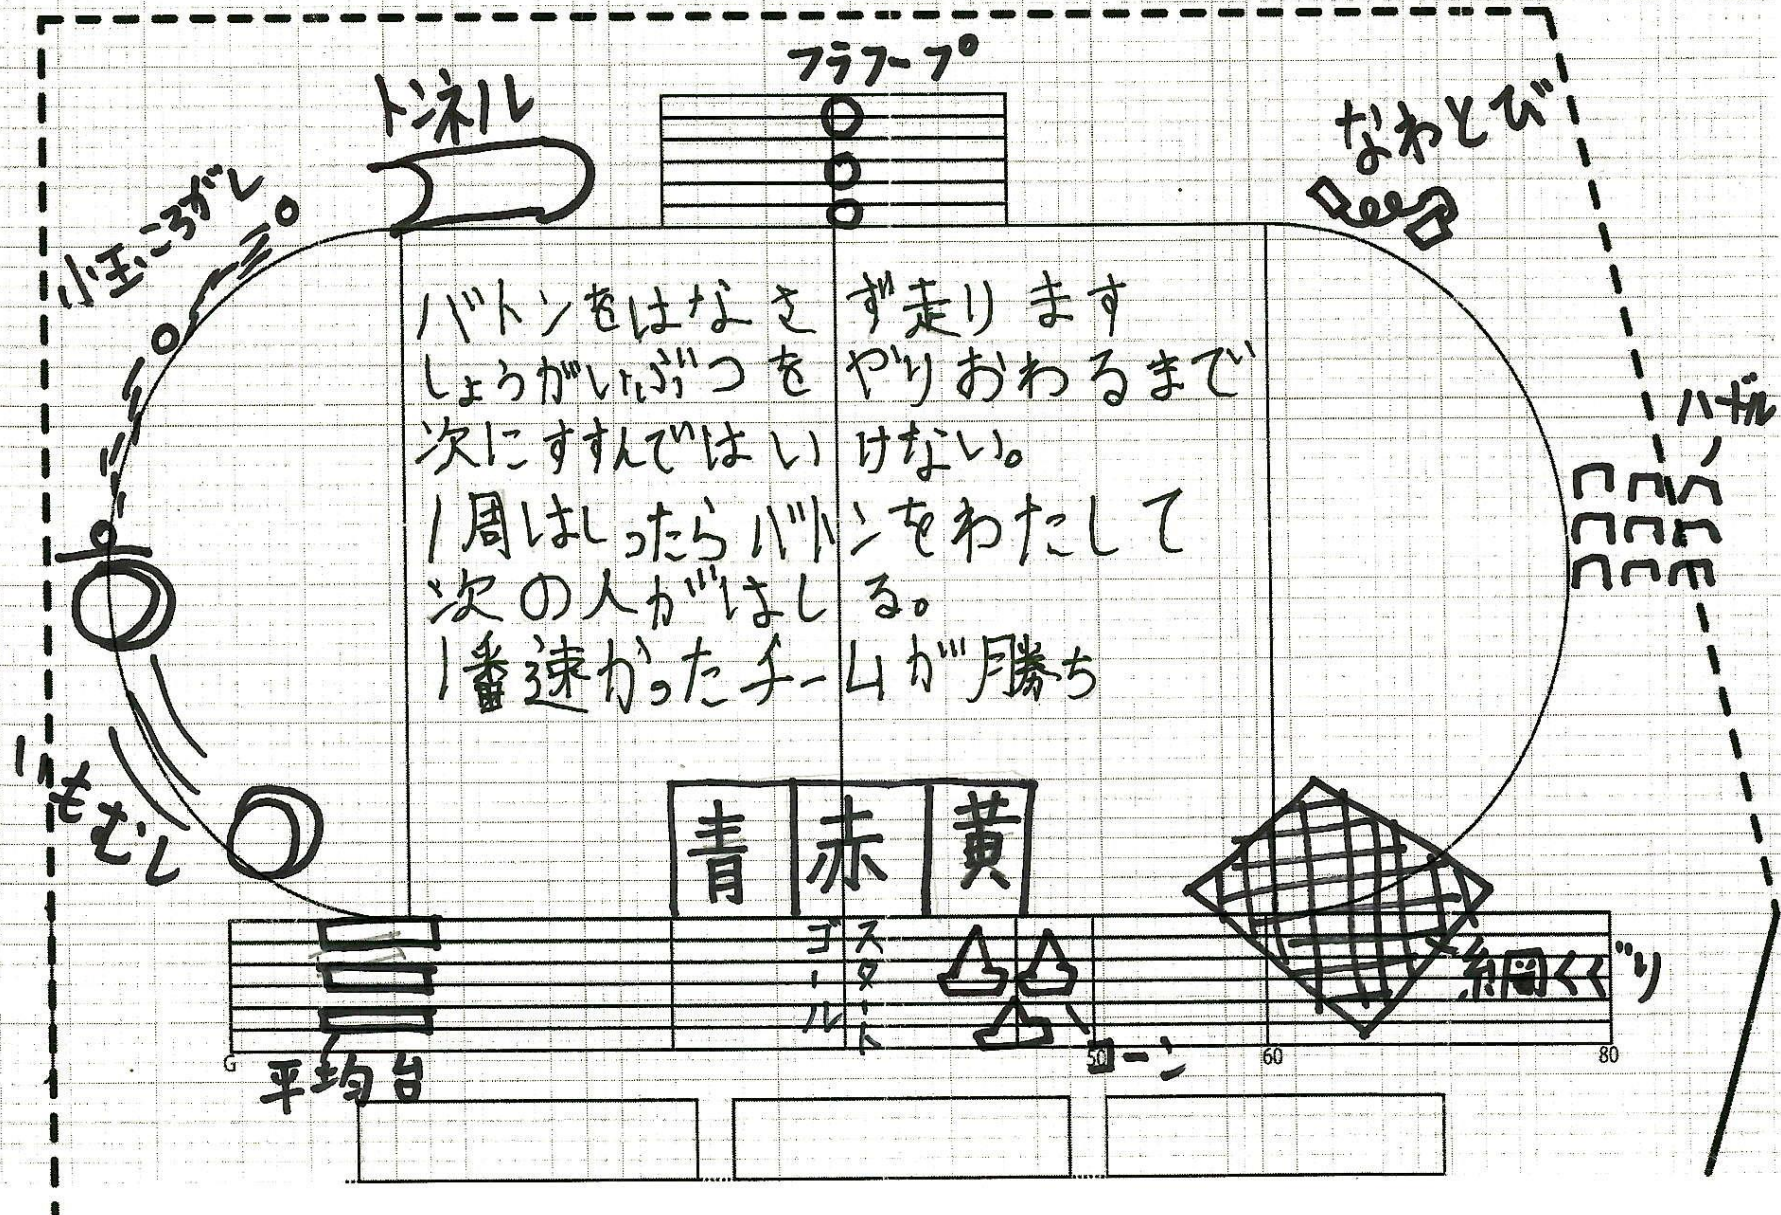 フラフープ
トンネル
なわとび
小玉ころがし
ハードル
バトンをはなさず走ります
しょうがいぶつをやりおわるまで
次にすすんではいけない。
1周はしったらバトンをわたして
次の人がはしる。
1番速かったチームが勝ち
いもむし
青 赤 黄
ゴール
スタート
網くぐり
コーン
平均台
G 50 60 80